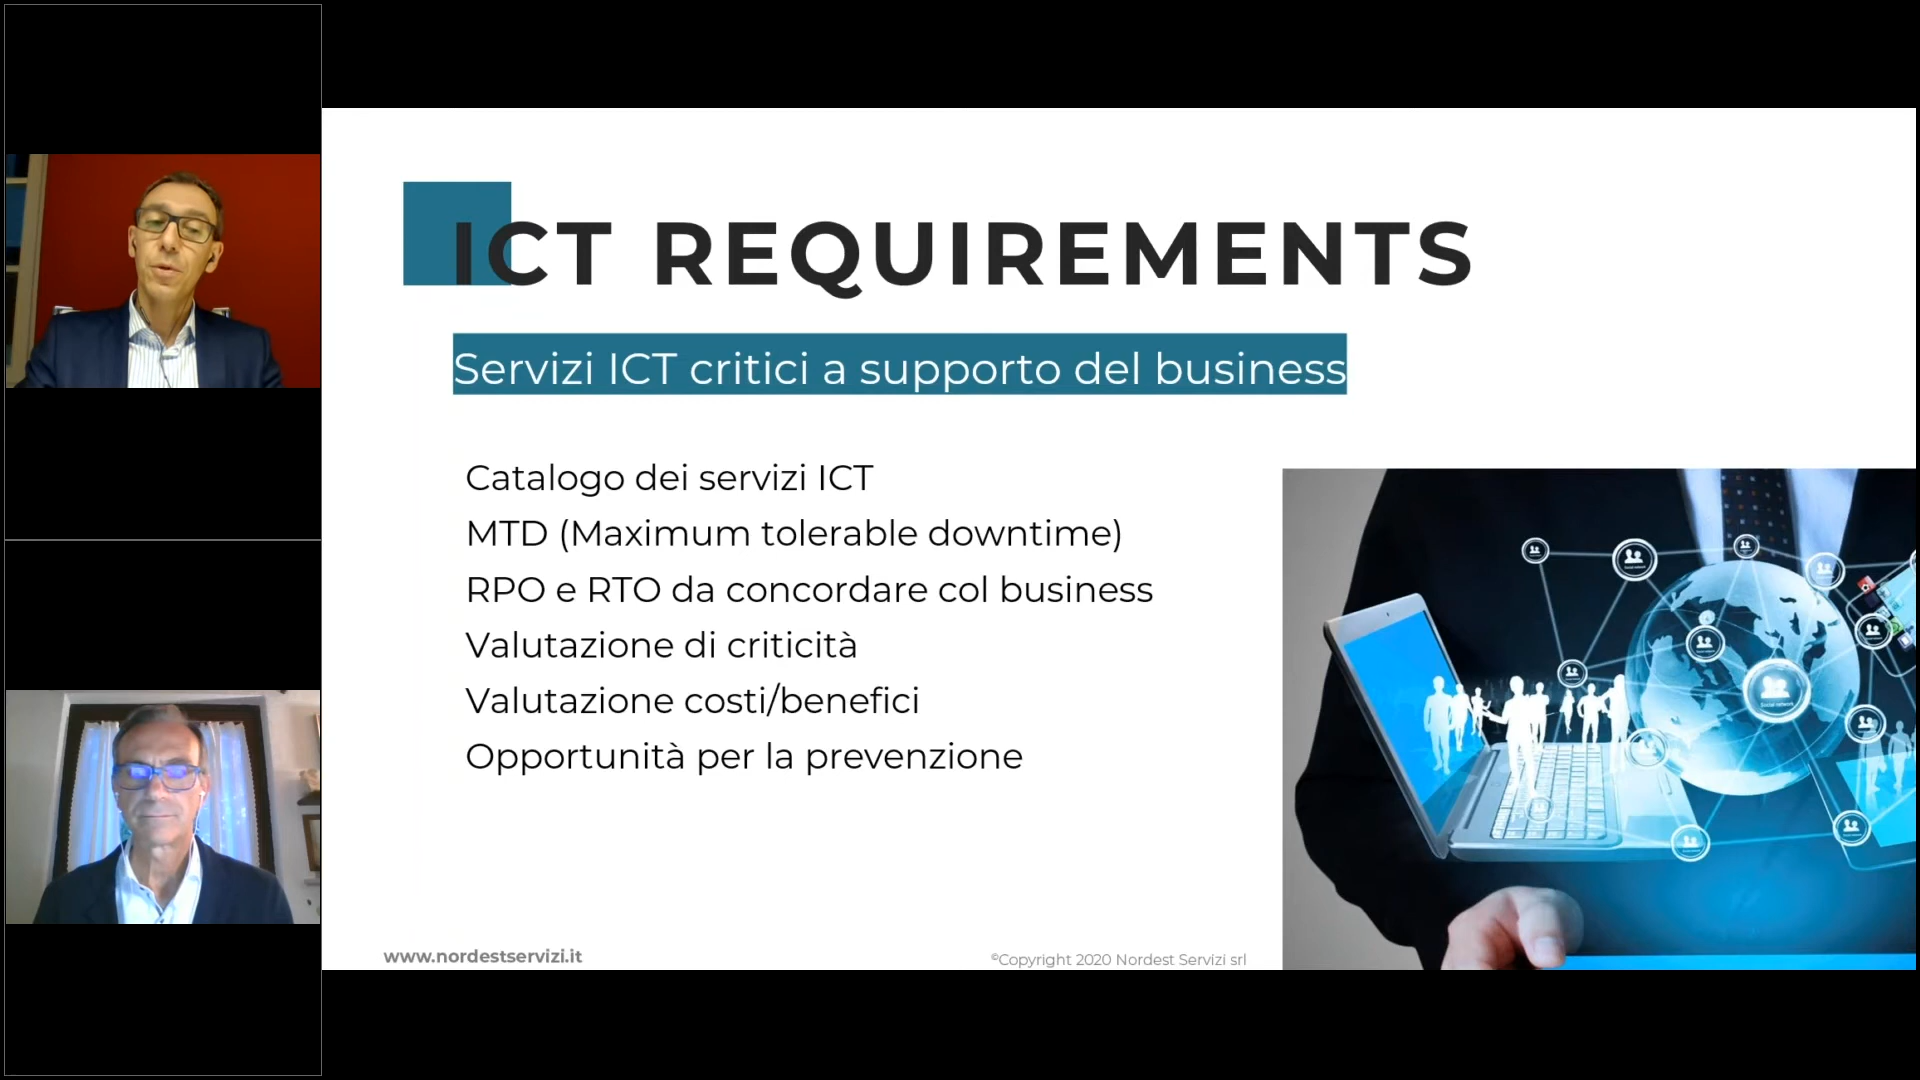 ICT REQUIREMENTS
Servizi ICT critici a supporto del business
Catalogo dei servizi ICT
MTD (Maximum tolerable downtime)
RPO e RTO da concordare col business
Valutazione di criticità
Valutazione costi/benefici
Opportunità per la prevenzione
www.nordestservizi.it
©Copyright 2020 Nordest Servizi srl
Social network